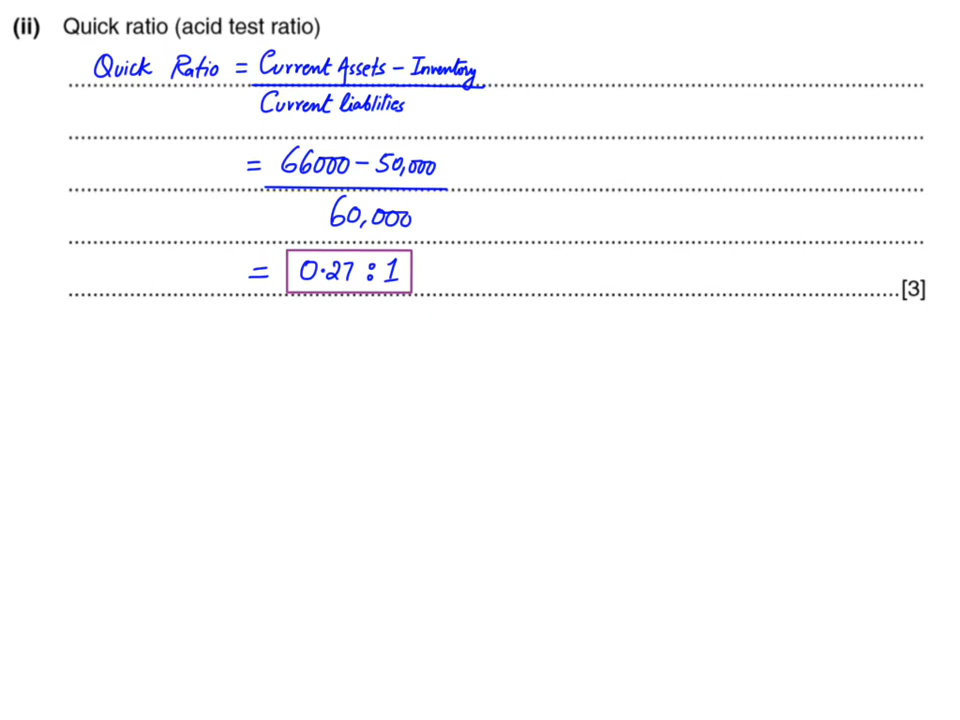 (ii) Quick ratio (acid test ratio)
Quick Ratio = Current Assets - Inventory
Current liablities
= 66000 - 50,000
60,000
= 0.27 : 1
[3]